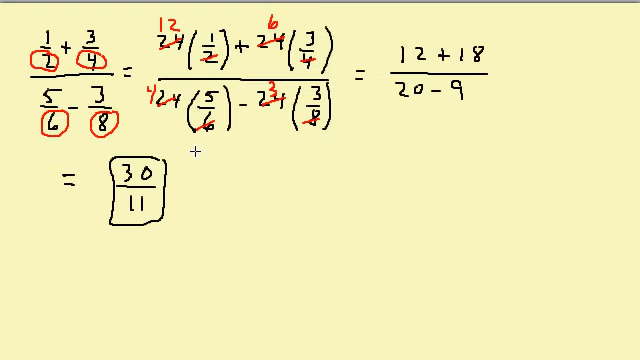 12 6
1/2 + 3/4 = 24(1/2) + 24(3/4) = 12 + 18
5/6 - 3/8 4 24(5/6) - 3 24(3/8) 20 - 9
= 30/11